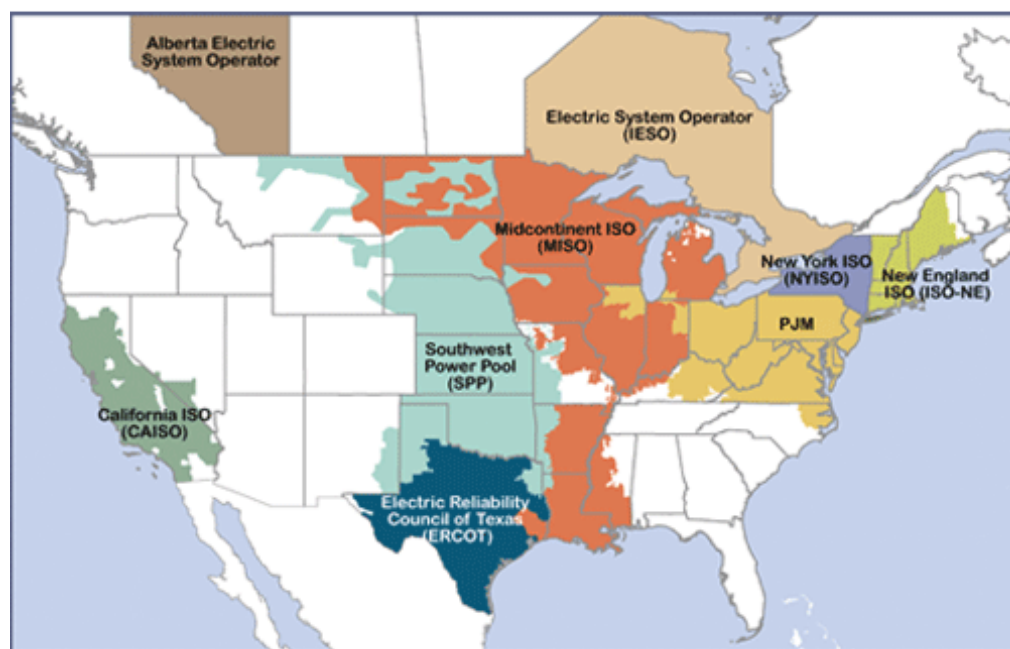 Alberta Electric
System Operator
Electric System Operator
(IESO)
Midcontinent ISO
(MISO)
New York ISO
(NYISO)
New England
ISO (ISO-NE)
PJM
Southwest
Power Pool
(SPP)
California ISO
(CAISO)
Electric Reliability
Council of Texas
(ERCOT)